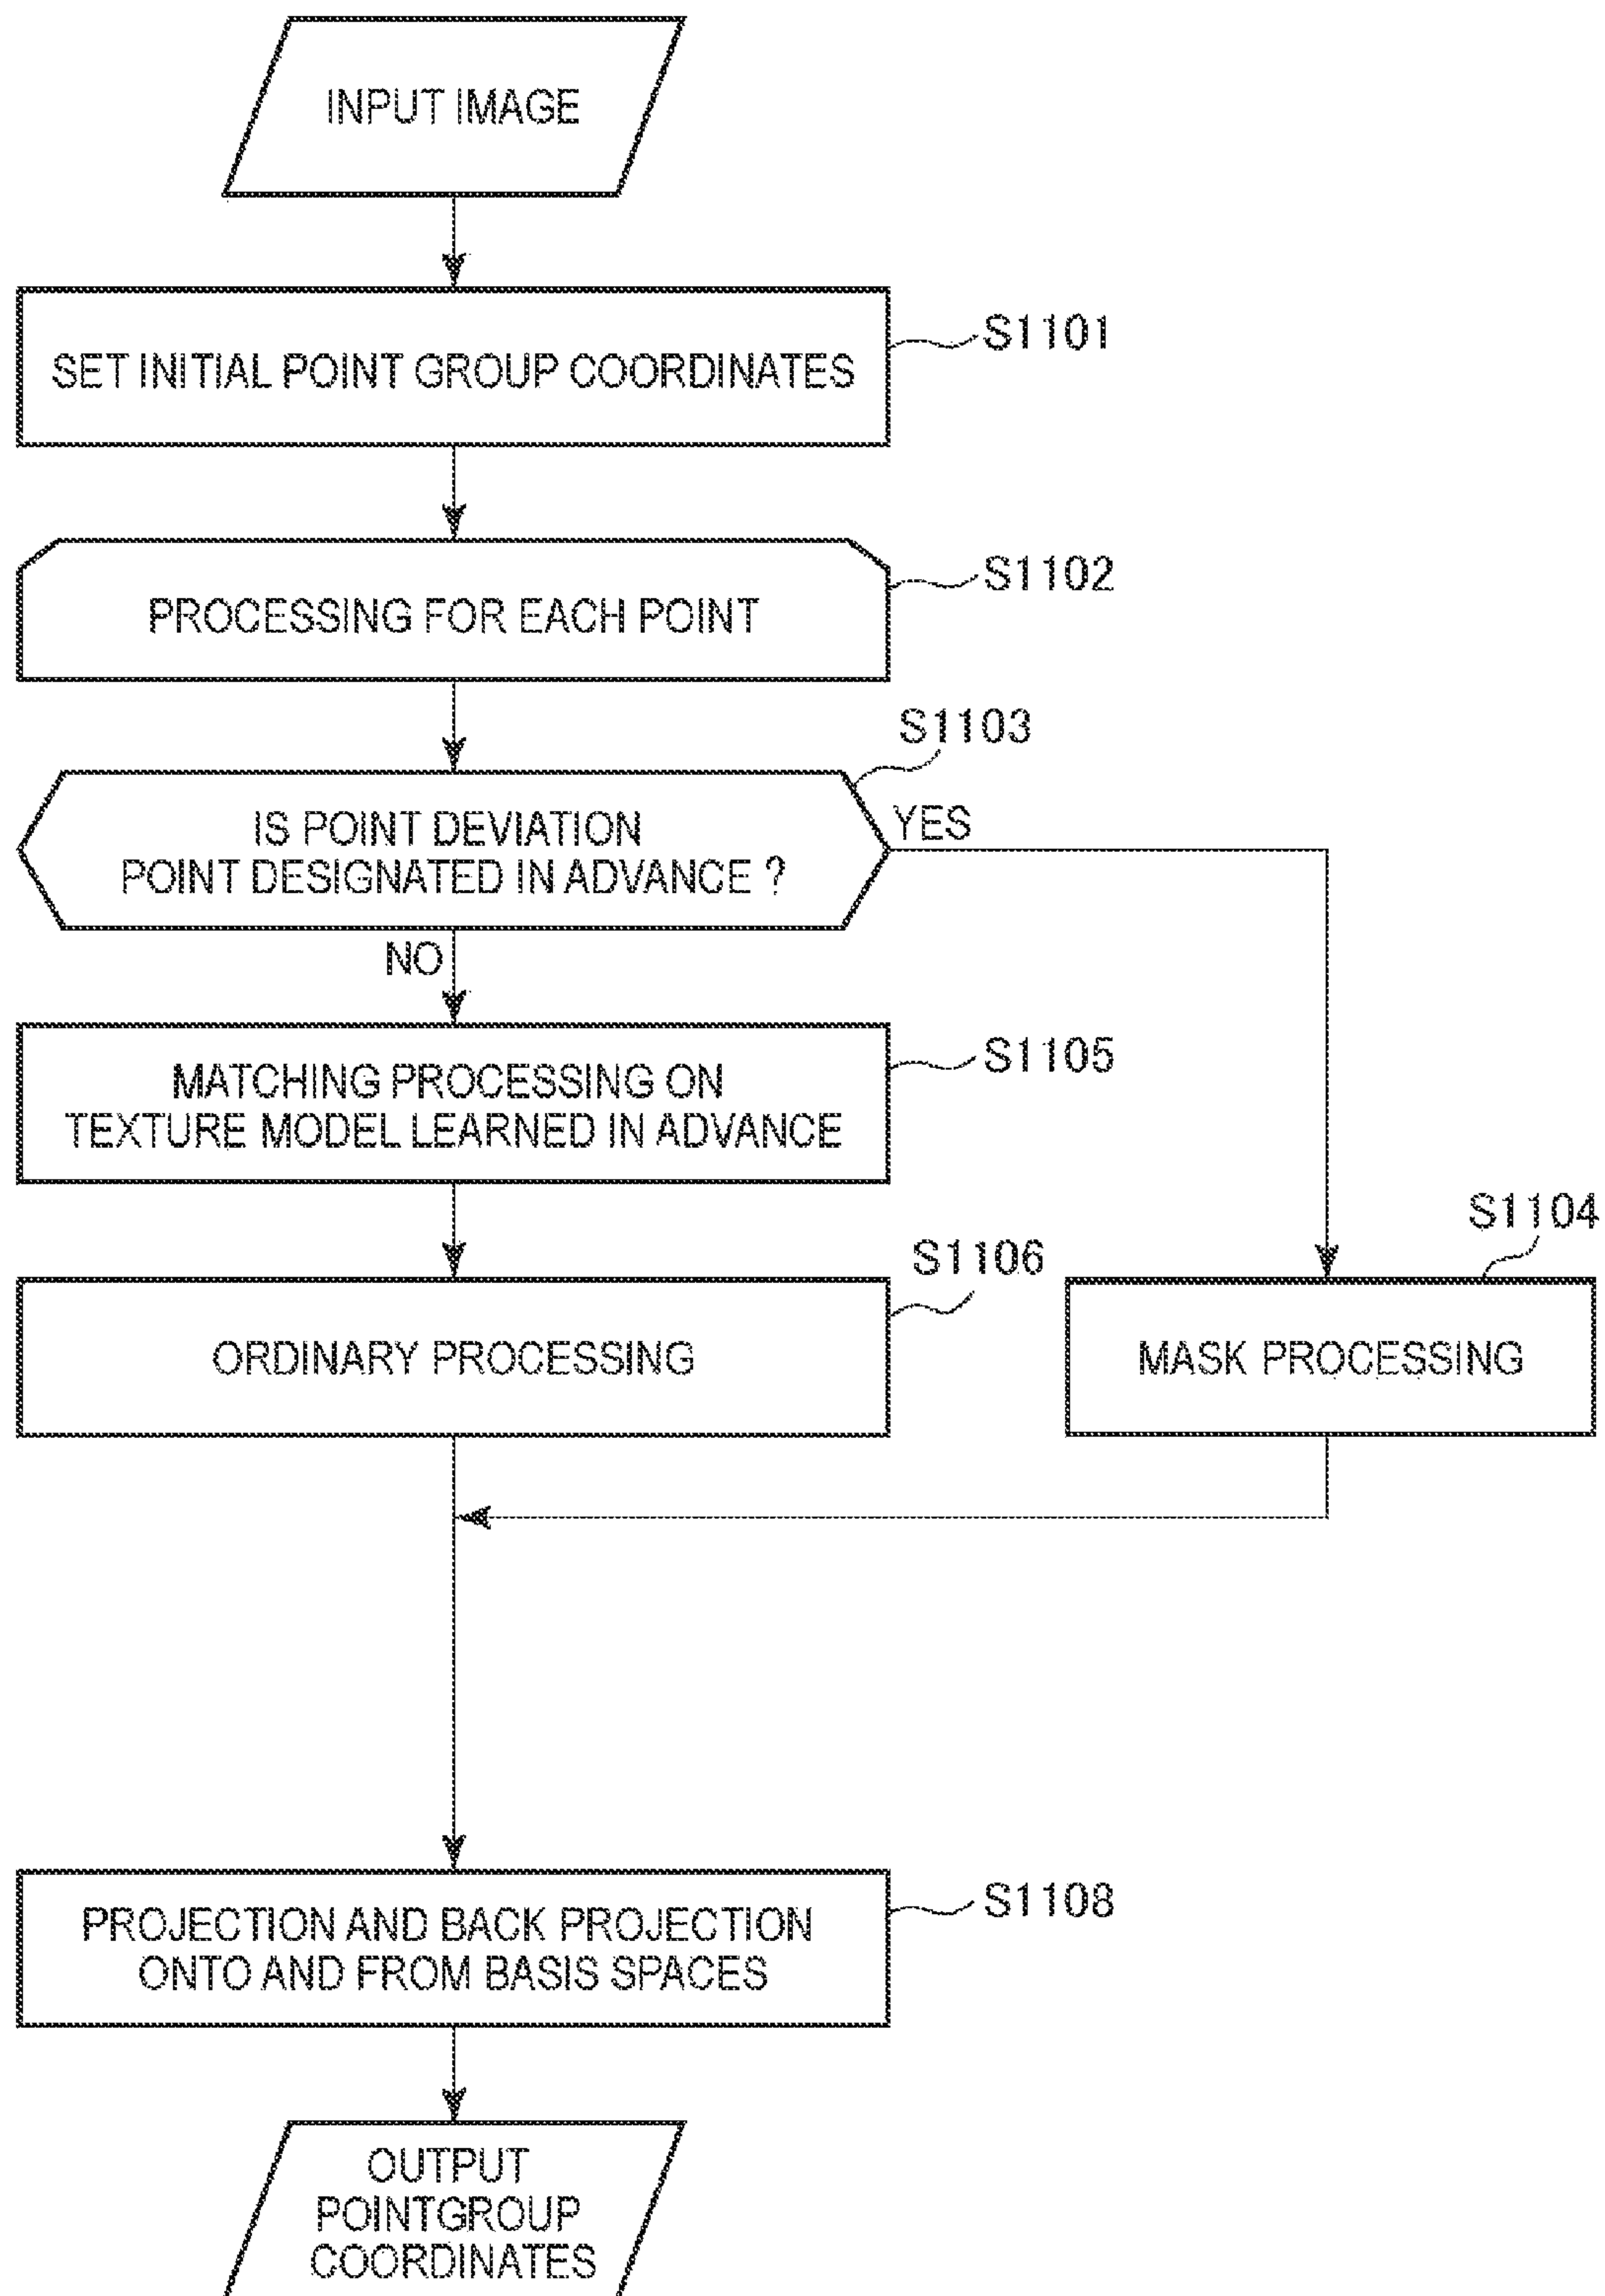 INPUT IMAGE
SET INITIAL POINT GROUP COORDINATES
S1101
PROCESSING FOR EACH POINT
S1102
S1103
IS POINT DEVIATION
POINT DESIGNATED IN ADVANCE ?
YES
NO
MATCHING PROCESSING ON
TEXTURE MODEL LEARNED IN ADVANCE
S1105
S1106
ORDINARY PROCESSING
S1104
MASK PROCESSING
PROJECTION AND BACK PROJECTION
ONTO AND FROM BASIS SPACES
S1108
OUTPUT
POINTGROUP
COORDINATES